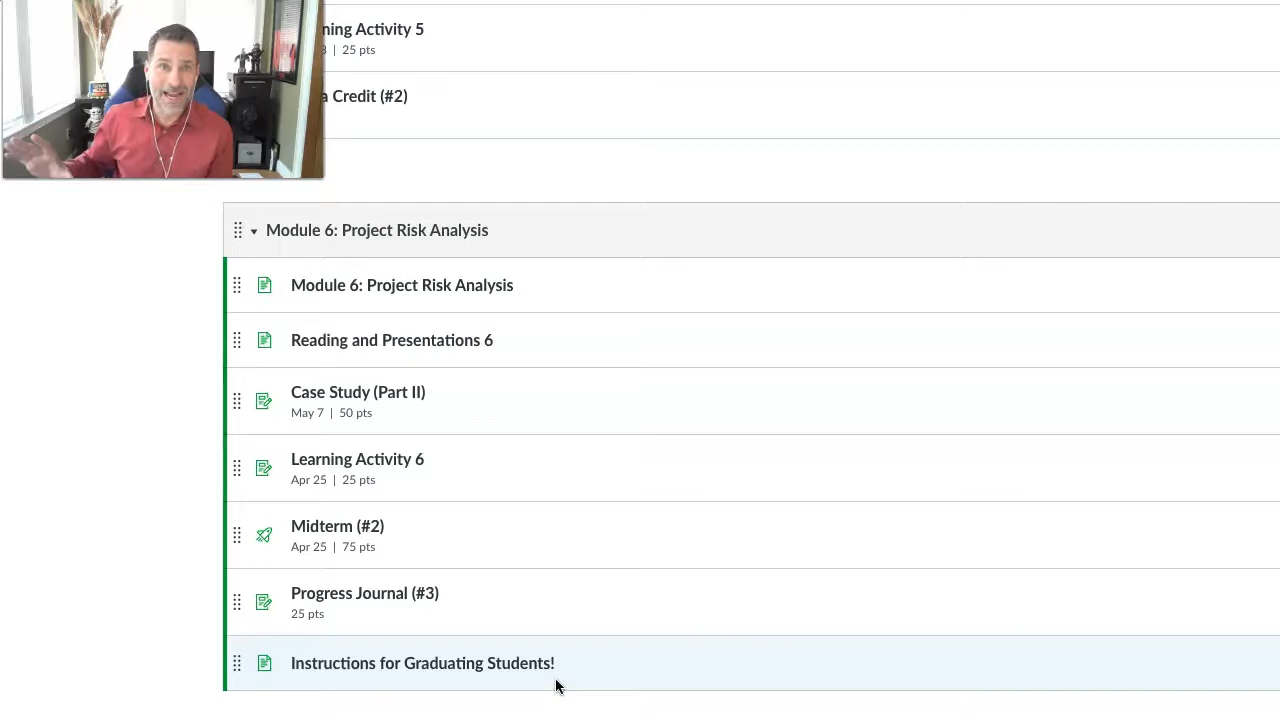 ning Activity 5
| 25 pts
Credit (#2)
Module 6: Project Risk Analysis
Module 6: Project Risk Analysis
Reading and Presentations 6
Case Study (Part II)
May 7 | 50 pts
Learning Activity 6
Apr 25 | 25 pts
Midterm (#2)
Apr 25 | 75 pts
Progress Journal (#3)
25 pts
Instructions for Graduating Students!